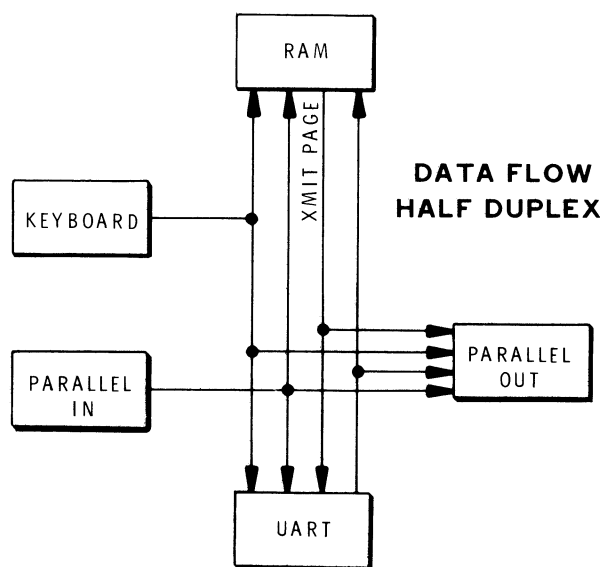 RAM
XMIT PAGE
DATA FLOW
HALF DUPLEX
KEYBOARD
PARALLEL
IN
PARALLEL
OUT
UART